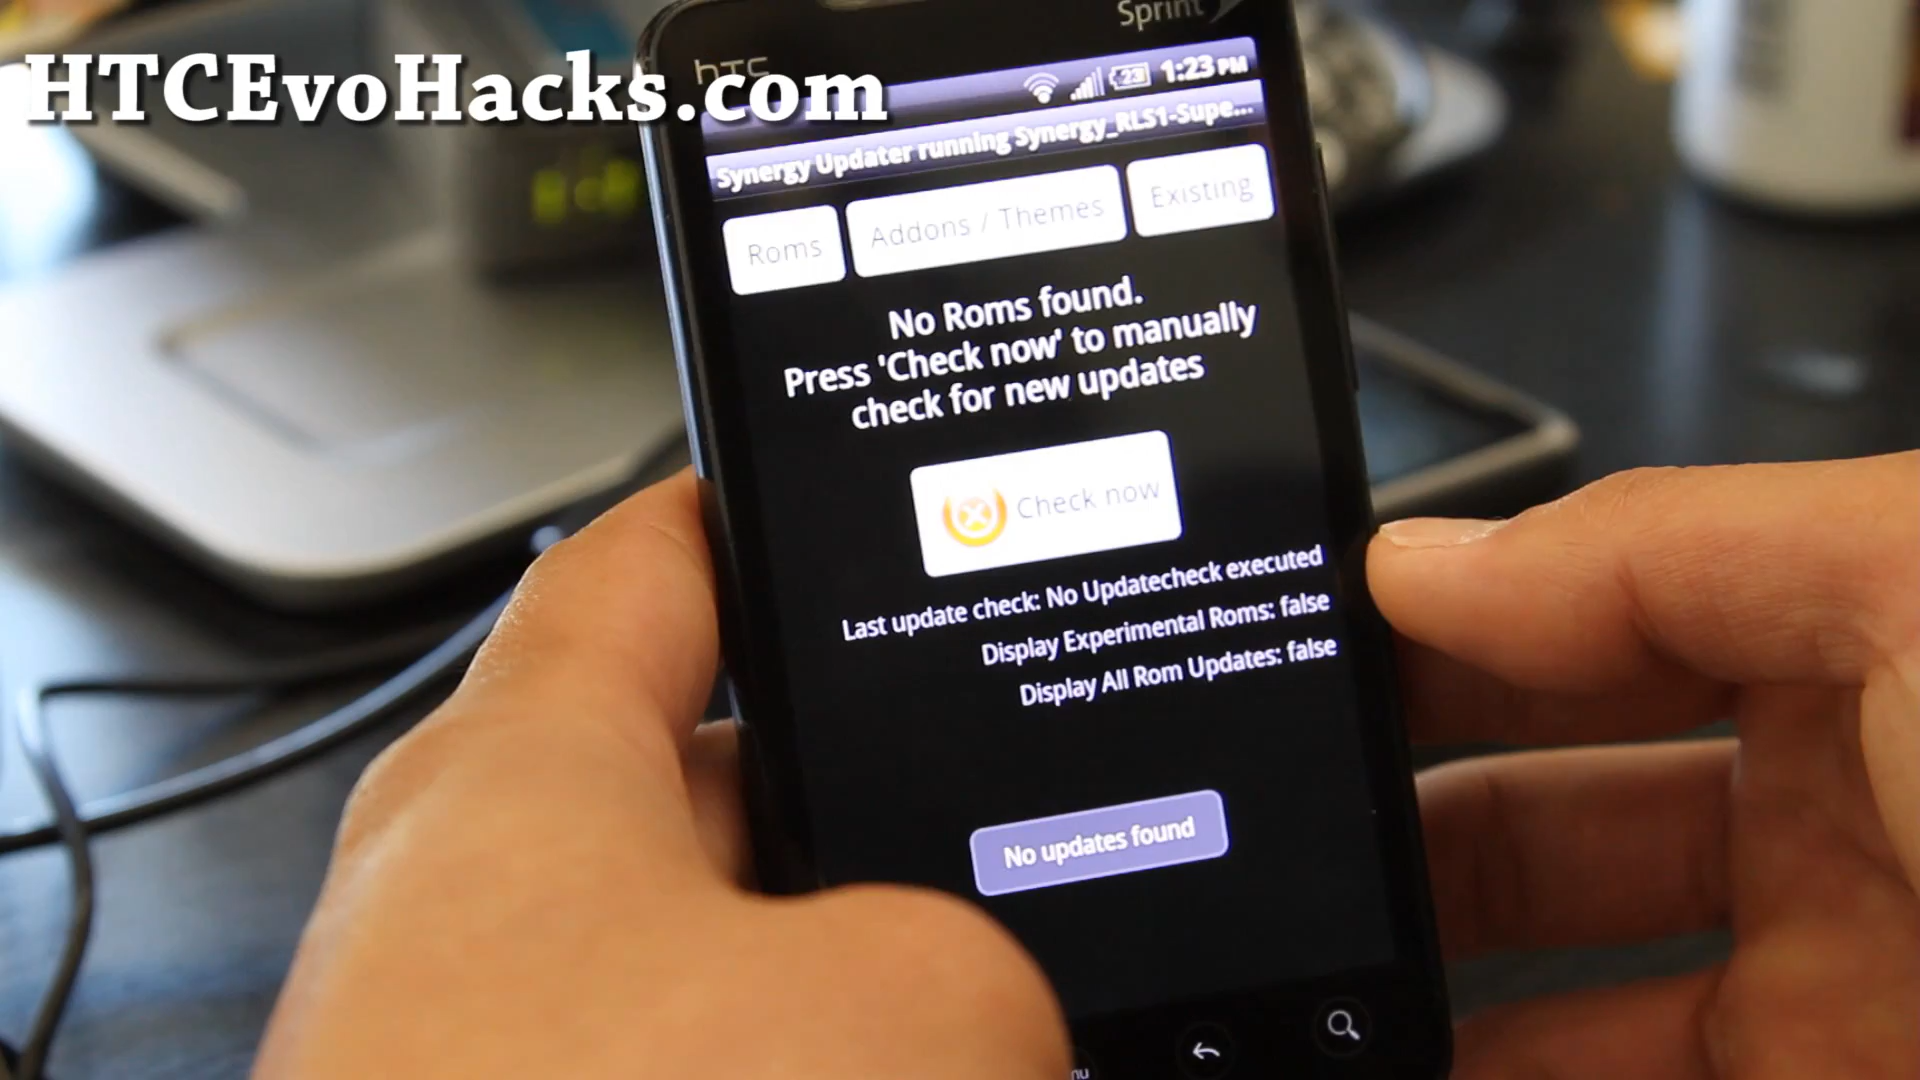 HTCEvoHacks.com
Sprint
hTC
23 1:23 PM
Synergy Updater running Synergy_RLS1-Supe...
Roms
Addons / Themes
Existing
No Roms found.
Press 'Check now' to manually
check for new updates
Check now
Last update check: No Updatecheck executed
Display Experimental Roms: false
Display All Rom Updates: false
No updates found